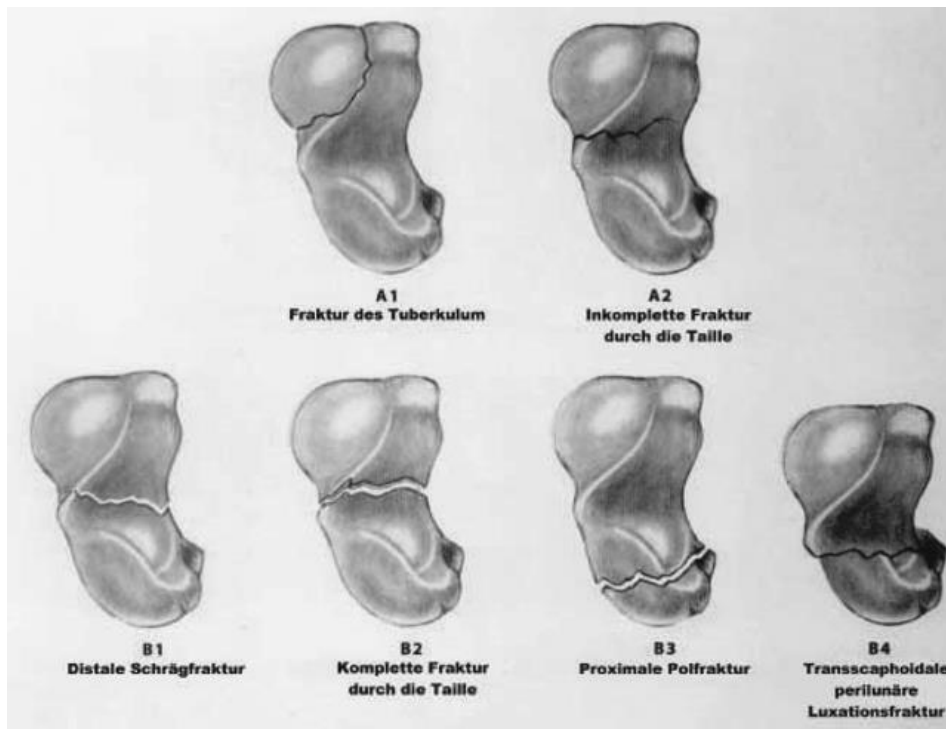 A1
Fraktur des Tuberkulum
A2
Inkomplette Fraktur
durch die Taille
B1
Distale Schrägfraktur
B2
Komplette Fraktur
durch die Taille
B3
Proximale Polfraktur
B4
Transscaphoidale
perilunäre
Luxationsfraktur